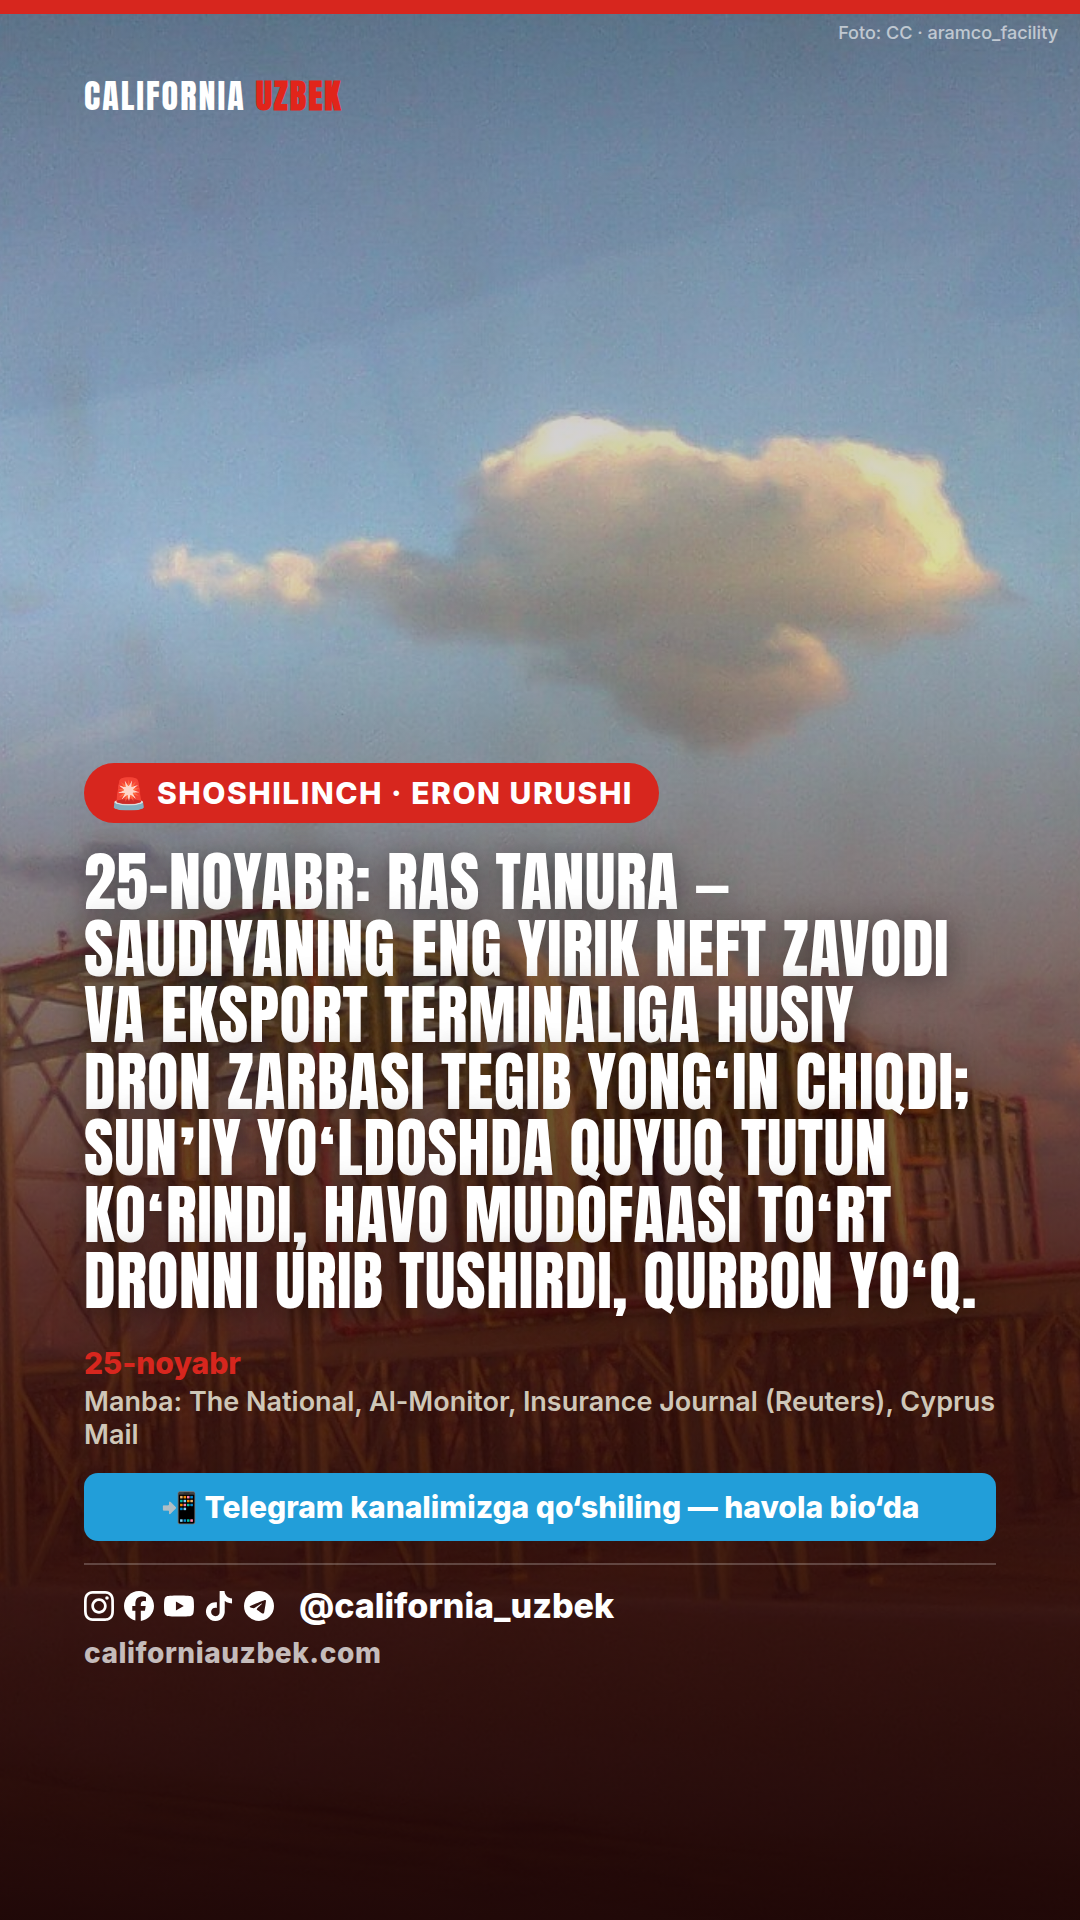 Foto: CC · aramco_facility
CALIFORNIA UZBEK
🚨 SHOSHILINCH · ERON URUSHI
25-NOYABR: RAS TANURA —
SAUDIYANING ENG YIRIK NEFT ZAVODI
VA EKSPORT TERMINALIGA HUSIY
DRON ZARBASI TEGIB YONG‘IN CHIQDI;
SUN’IY YO‘LDOSHDA QUYUQ TUTUN
KO‘RINDI, HAVO MUDOFAASI TO‘RT
DRONNI URIB TUSHIRDI, QURBON YO‘Q.
25-noyabr
Manba: The National, Al-Monitor, Insurance Journal (Reuters), Cyprus
Mail
📲 Telegram kanalimizga qo‘shiling — havola bio‘da
@california_uzbek
californiauzbek.com